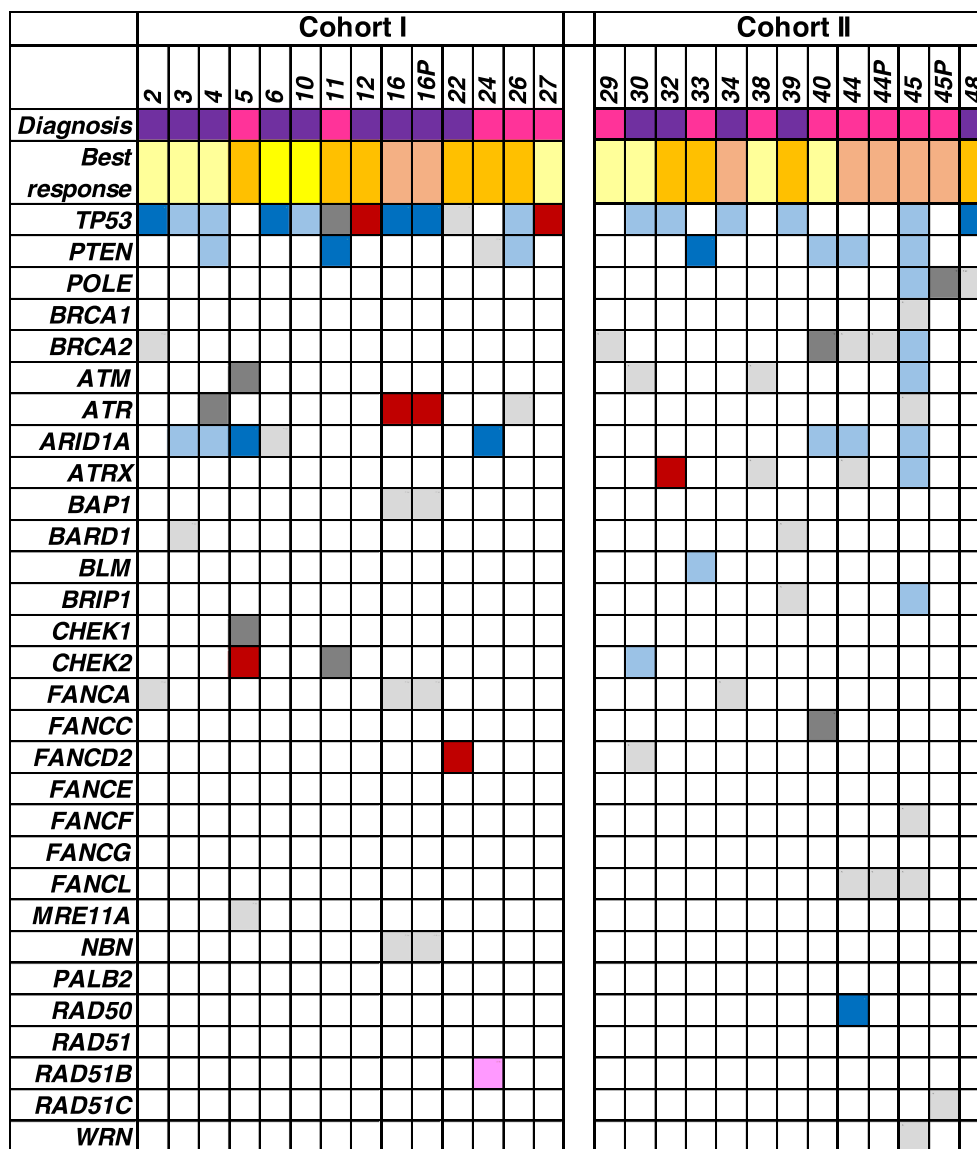 Cohort I Cohort II
2 3 4 5 6 10 11 12 16 16P 22 24 26 27 29 30 32 33 34 38 39 40 44 44P 45 45P 48
Diagnosis
Best
response
TP53
PTEN
POLE
BRCA1
BRCA2
ATM
ATR
ARID1A
ATRX
BAP1
BARD1
BLM
BRIP1
CHEK1
CHEK2
FANCA
FANCC
FANCD2
FANCE
FANCF
FANCG
FANCL
MRE11A
NBN
PALB2
RAD50
RAD51
RAD51B
RAD51C
WRN